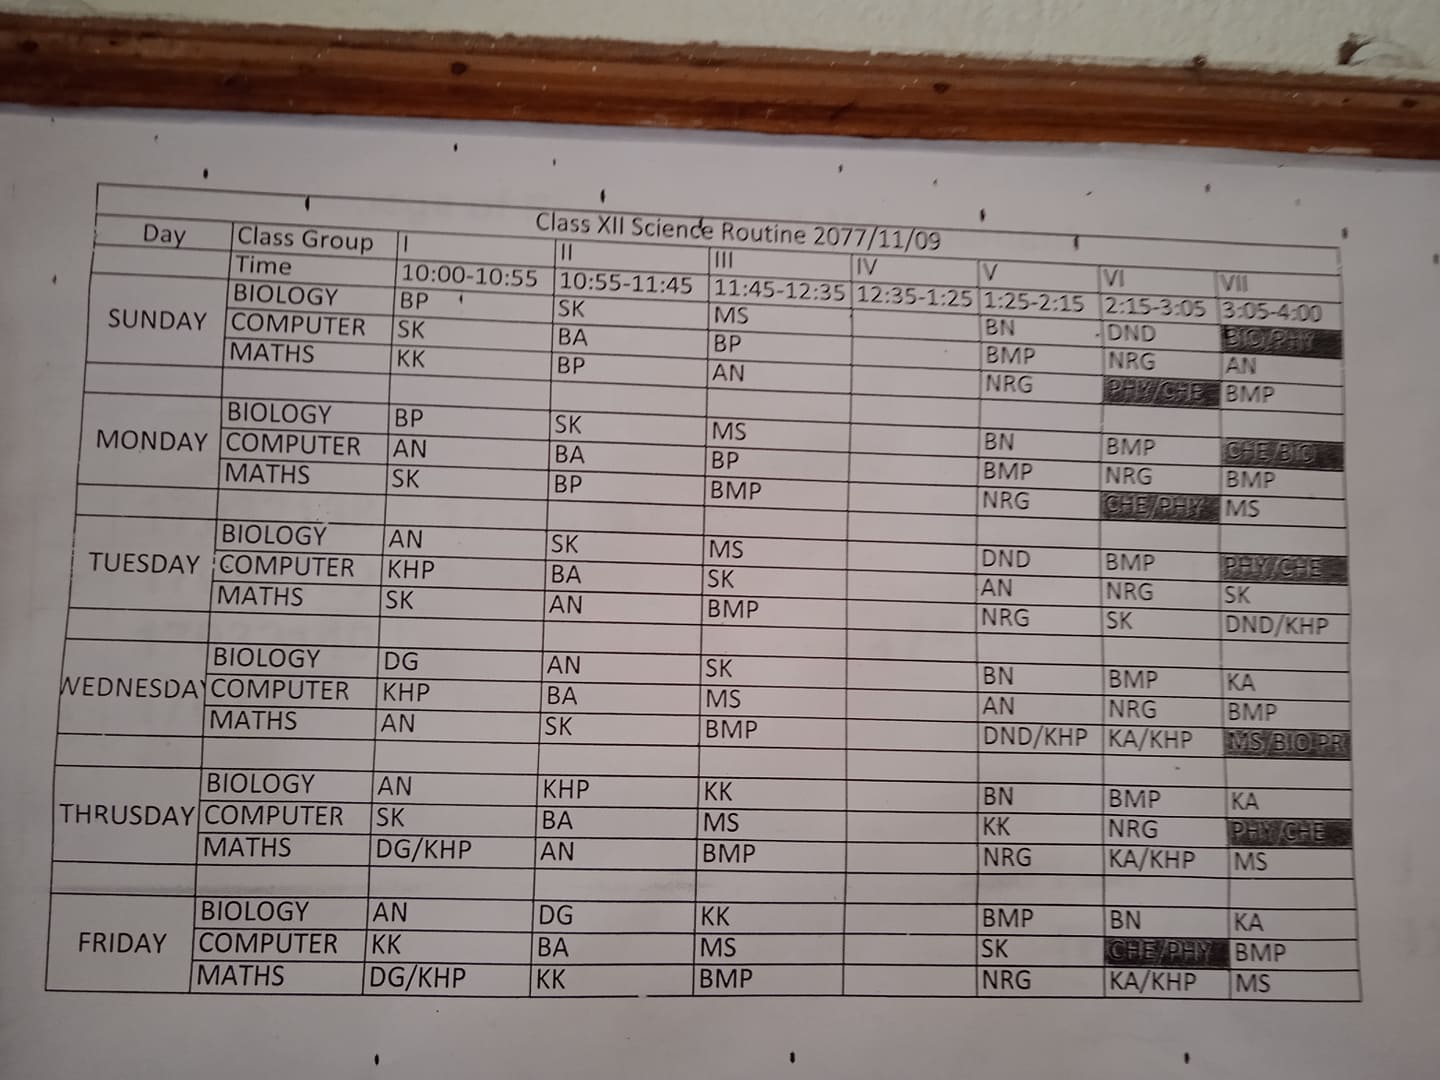 Class XII Science Routine 2077/11/09
Day Class Group I II III IV V VI VII
Time 10:00-10:55 10:55-11:45 11:45-12:35 12:35-1:25 1:25-2:15 2:15-3:05 3:05-4:00
SUNDAY BIOLOGY BP SK MS BN DND BIO/PHY
COMPUTER SK BA BP BMP NRG AN
MATHS KK BP AN NRG PHY/CHE BMP
MONDAY BIOLOGY BP SK MS BN BMP CHE/BIO
COMPUTER AN BA BP BMP NRG BMP
MATHS SK BP BMP NRG CHE/PHY MS
TUESDAY BIOLOGY AN SK MS DND BMP PHY/CHE
COMPUTER KHP BA SK AN NRG SK
MATHS SK AN BMP NRG SK DND/KHP
WEDNESDAY BIOLOGY DG AN SK BN BMP KA
COMPUTER KHP BA MS AN NRG BMP
MATHS AN SK BMP DND/KHP KA/KHP MS/BIO PR
THRUSDAY BIOLOGY AN KHP KK BN BMP KA
COMPUTER SK BA MS KK NRG PHY/CHE
MATHS DG/KHP AN BMP NRG KA/KHP MS
FRIDAY BIOLOGY AN DG KK BMP BN KA
COMPUTER KK BA MS SK CHE/PHY BMP
MATHS DG/KHP KK BMP NRG KA/KHP MS